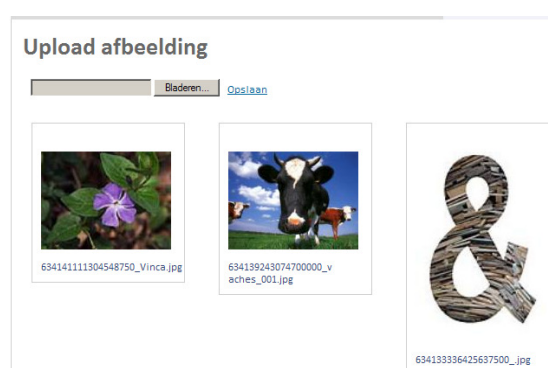 Upload afbeelding
Bladeren... Opslaan
634141111304548750_Vinca.jpg
634139243074700000_v
aches_001.jpg
&
634133336425637500_.jpg